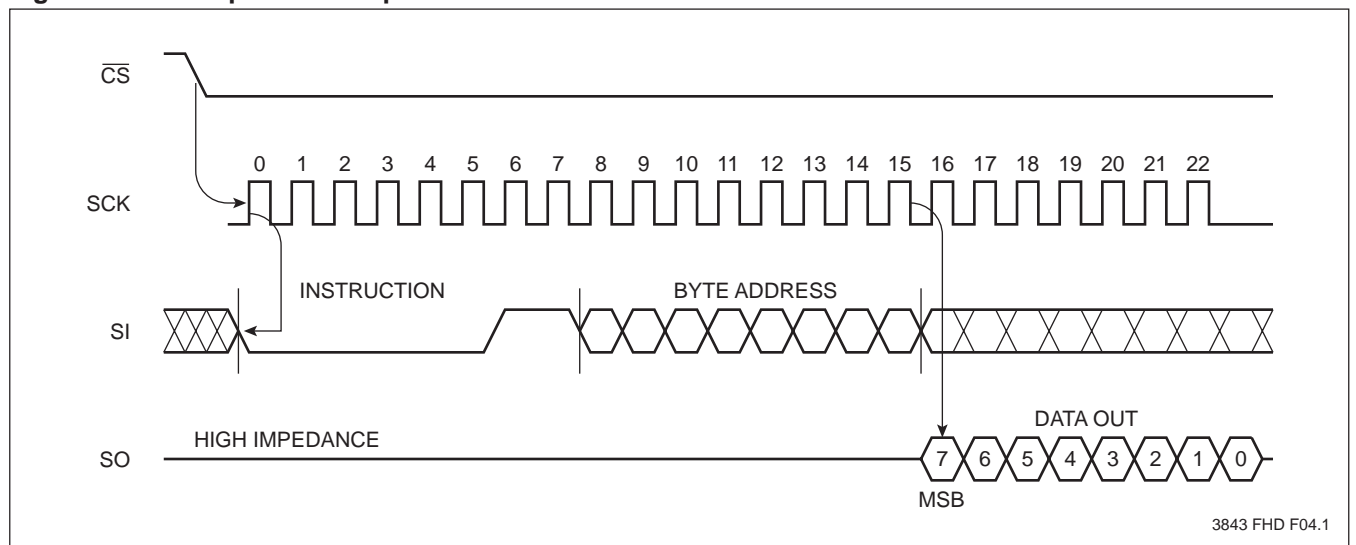 CS
0 1 2 3 4 5 6 7 8 9 10 11 12 13 14 15 16 17 18 19 20 21 22
SCK
INSTRUCTION BYTE ADDRESS
SI
DATA OUT
HIGH IMPEDANCE
SO
7 6 5 4 3 2 1 0
MSB
3843 FHD F04.1